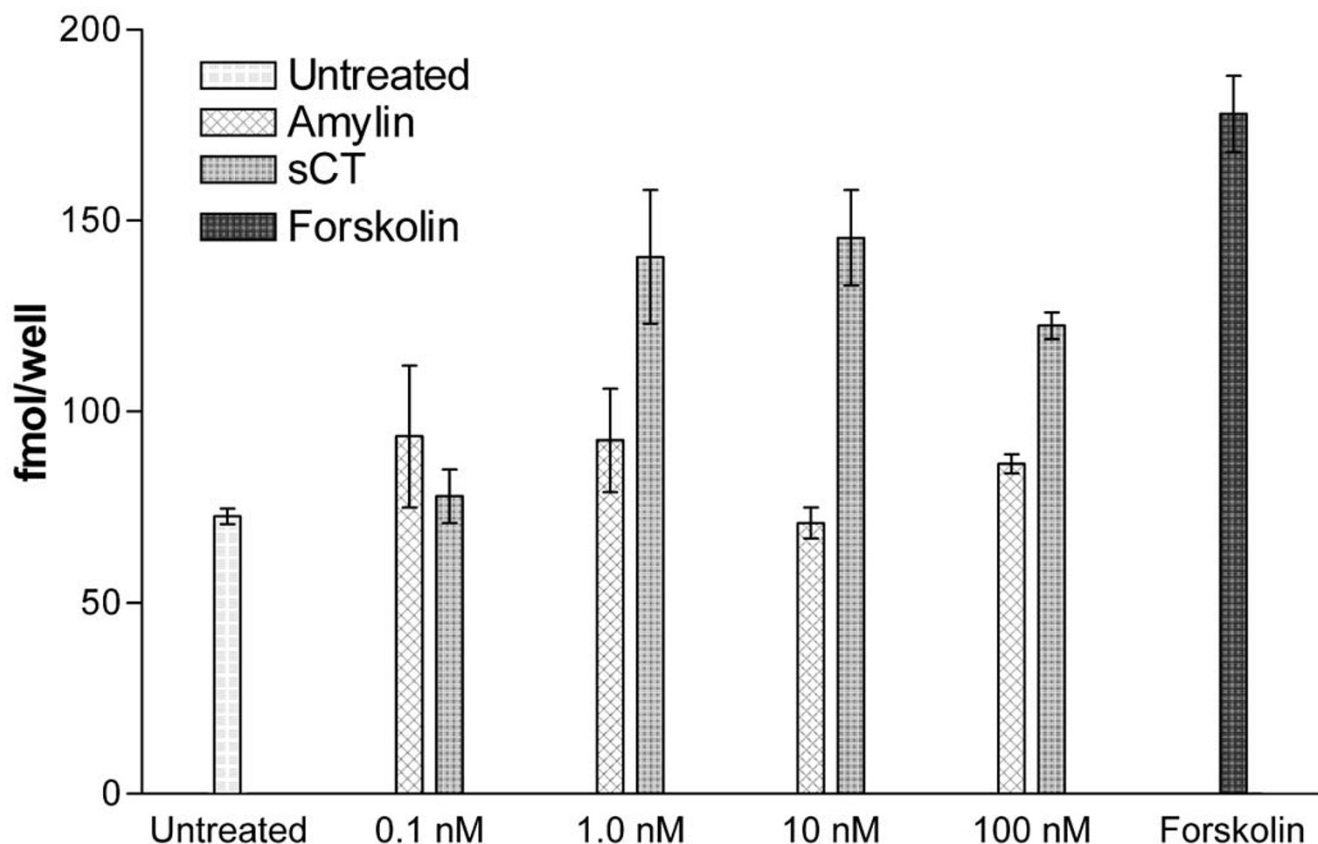 200
150
100
50
0
fmol/well
Untreated
Amylin
sCT
Forskolin
Untreated 0.1 nM 1.0 nM 10 nM 100 nM Forskolin